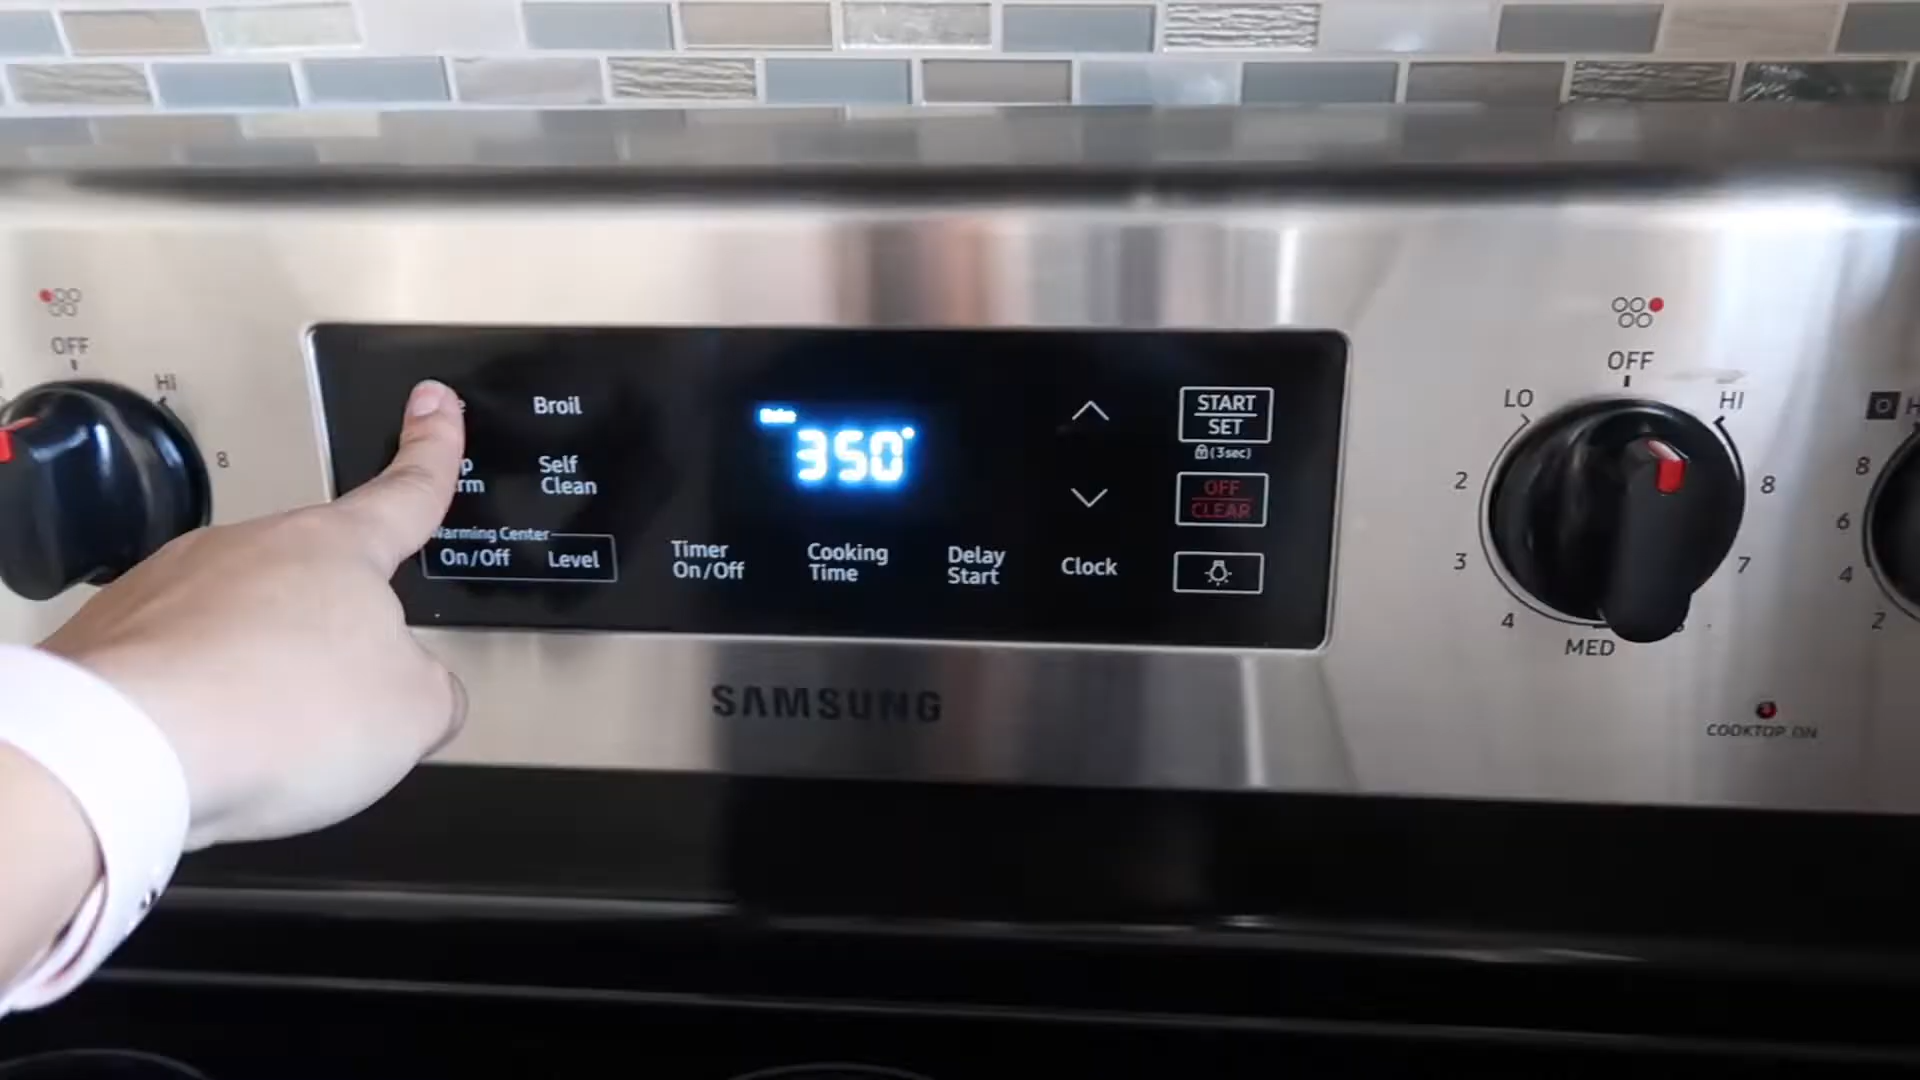 OFF
HI
8
Broil
Self
Clean
Warming Center
On/Off
Level
Timer
On/Off
350°
Cooking
Time
Delay
Start
Clock
START
SET
(3sec)
OFF
CLEAR
SAMSUNG
OFF
LO
HI
2
8
3
7
4
MED
COOKTOP ON
8
6
4
2